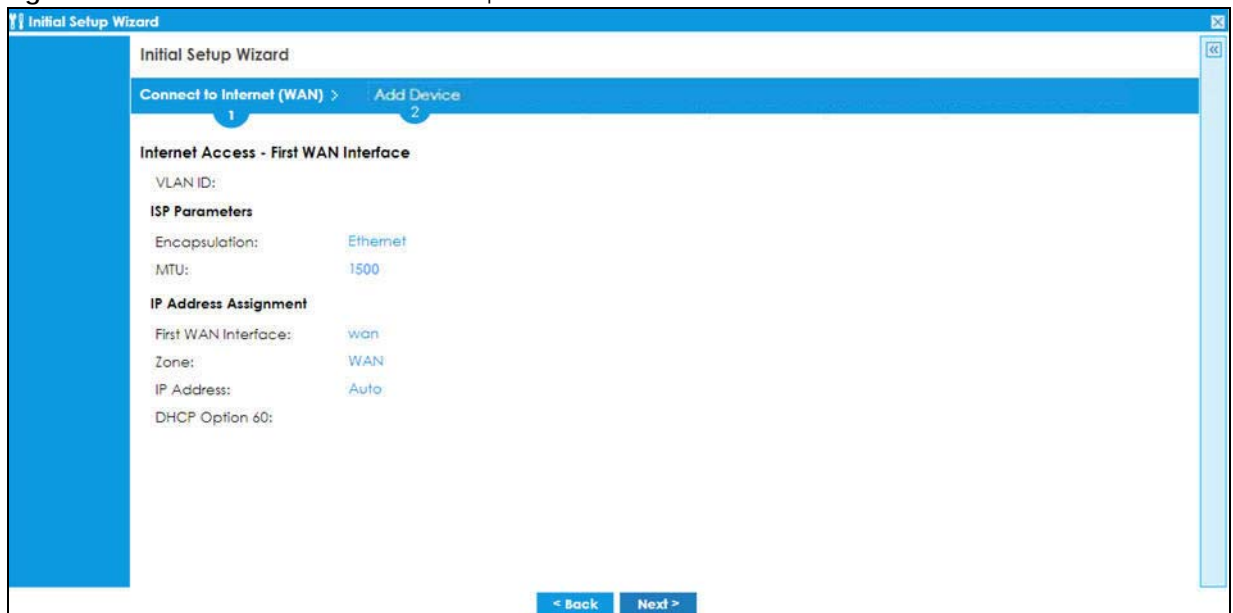 Initial Setup Wizard
Initial Setup Wizard
Connect to Internet (WAN) > Add Device
1 2
Internet Access - First WAN Interface
VLAN ID:
ISP Parameters
Encapsulation: Ethernet
MTU: 1500
IP Address Assignment
First WAN Interface: wan
Zone: WAN
IP Address: Auto
DHCP Option 60:
< Back Next >